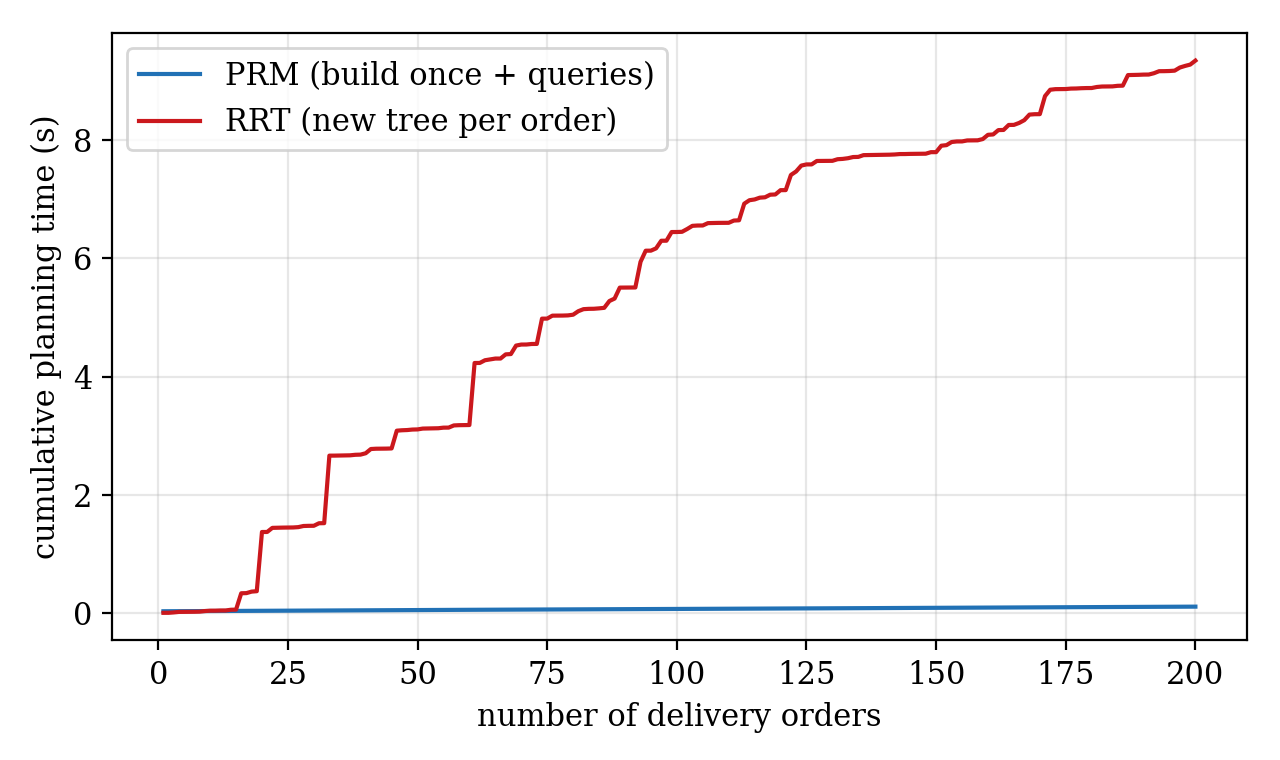 PRM (build once + queries)
RRT (new tree per order)
cumulative planning time (s)
8
6
4
2
0
0 25 50 75 100 125 150 175 200
number of delivery orders